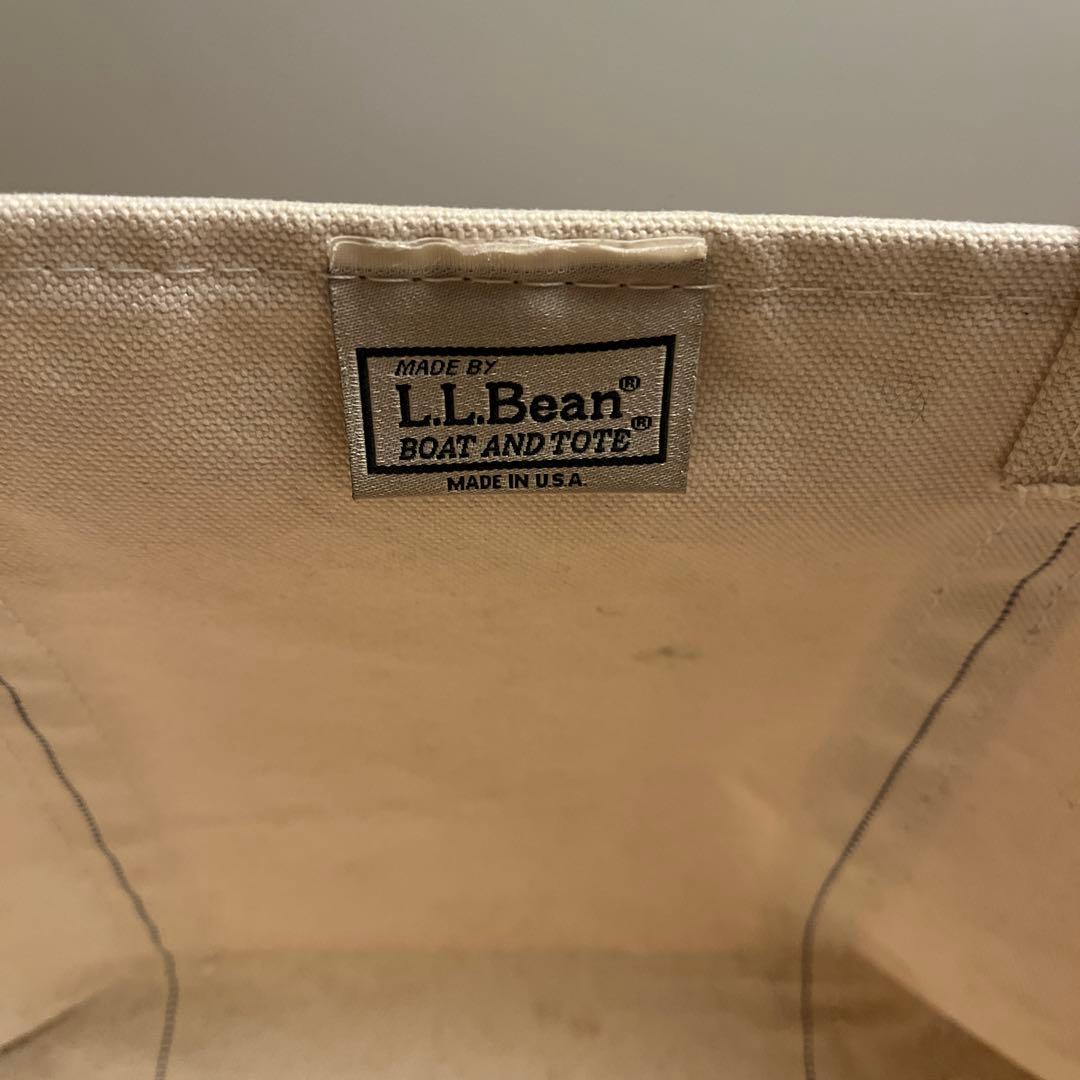 MADE BY
L.L.Bean®
BOAT AND TOTE®
MADE IN U.S.A.